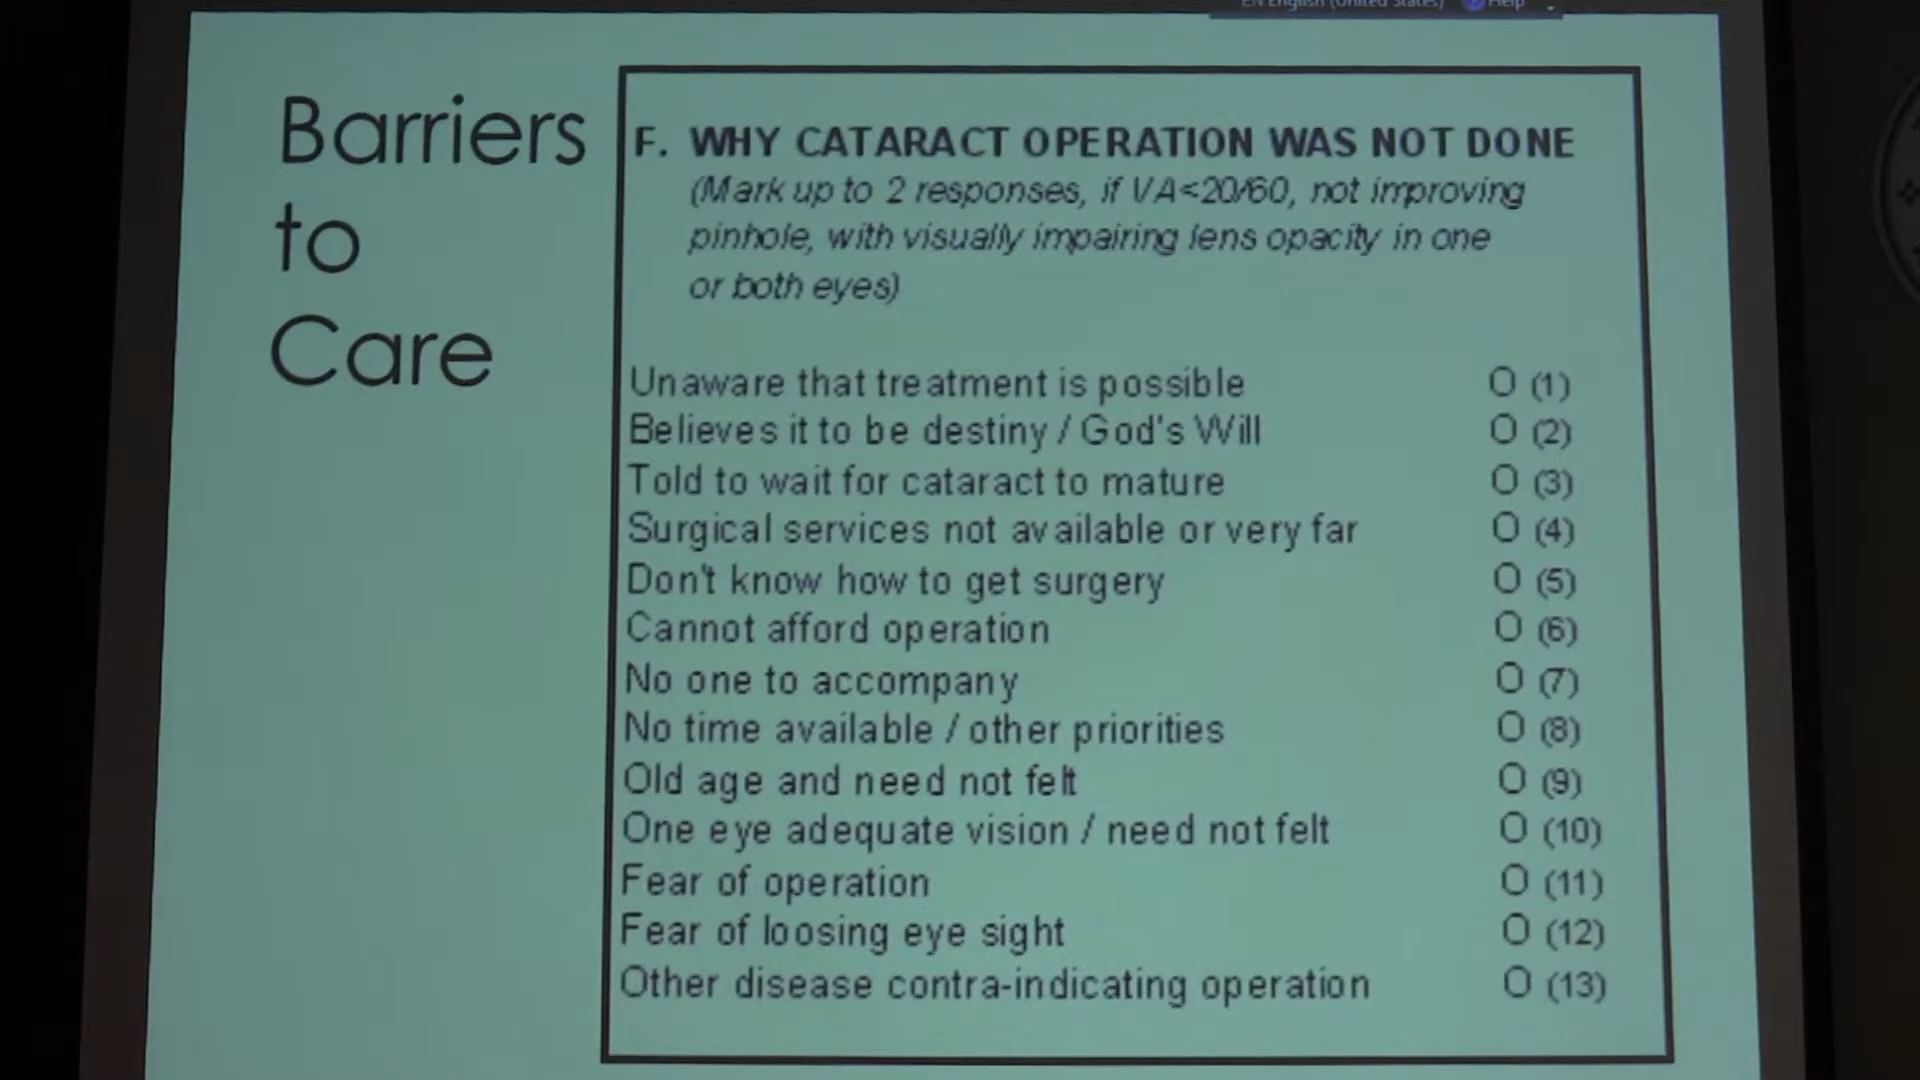 EN English (United States) Help
Barriers
to
Care
F. WHY CATARACT OPERATION WAS NOT DONE
(Mark up to 2 responses, if VA<20/60, not improving
pinhole, with visually impairing lens opacity in one
or both eyes)
Unaware that treatment is possible O (1)
Believes it to be destiny / God's Will O (2)
Told to wait for cataract to mature O (3)
Surgical services not available or very far O (4)
Don't know how to get surgery O (5)
Cannot afford operation O (6)
No one to accompany O (7)
No time available / other priorities O (8)
Old age and need not felt O (9)
One eye adequate vision / need not felt O (10)
Fear of operation O (11)
Fear of loosing eye sight O (12)
Other disease contra-indicating operation O (13)